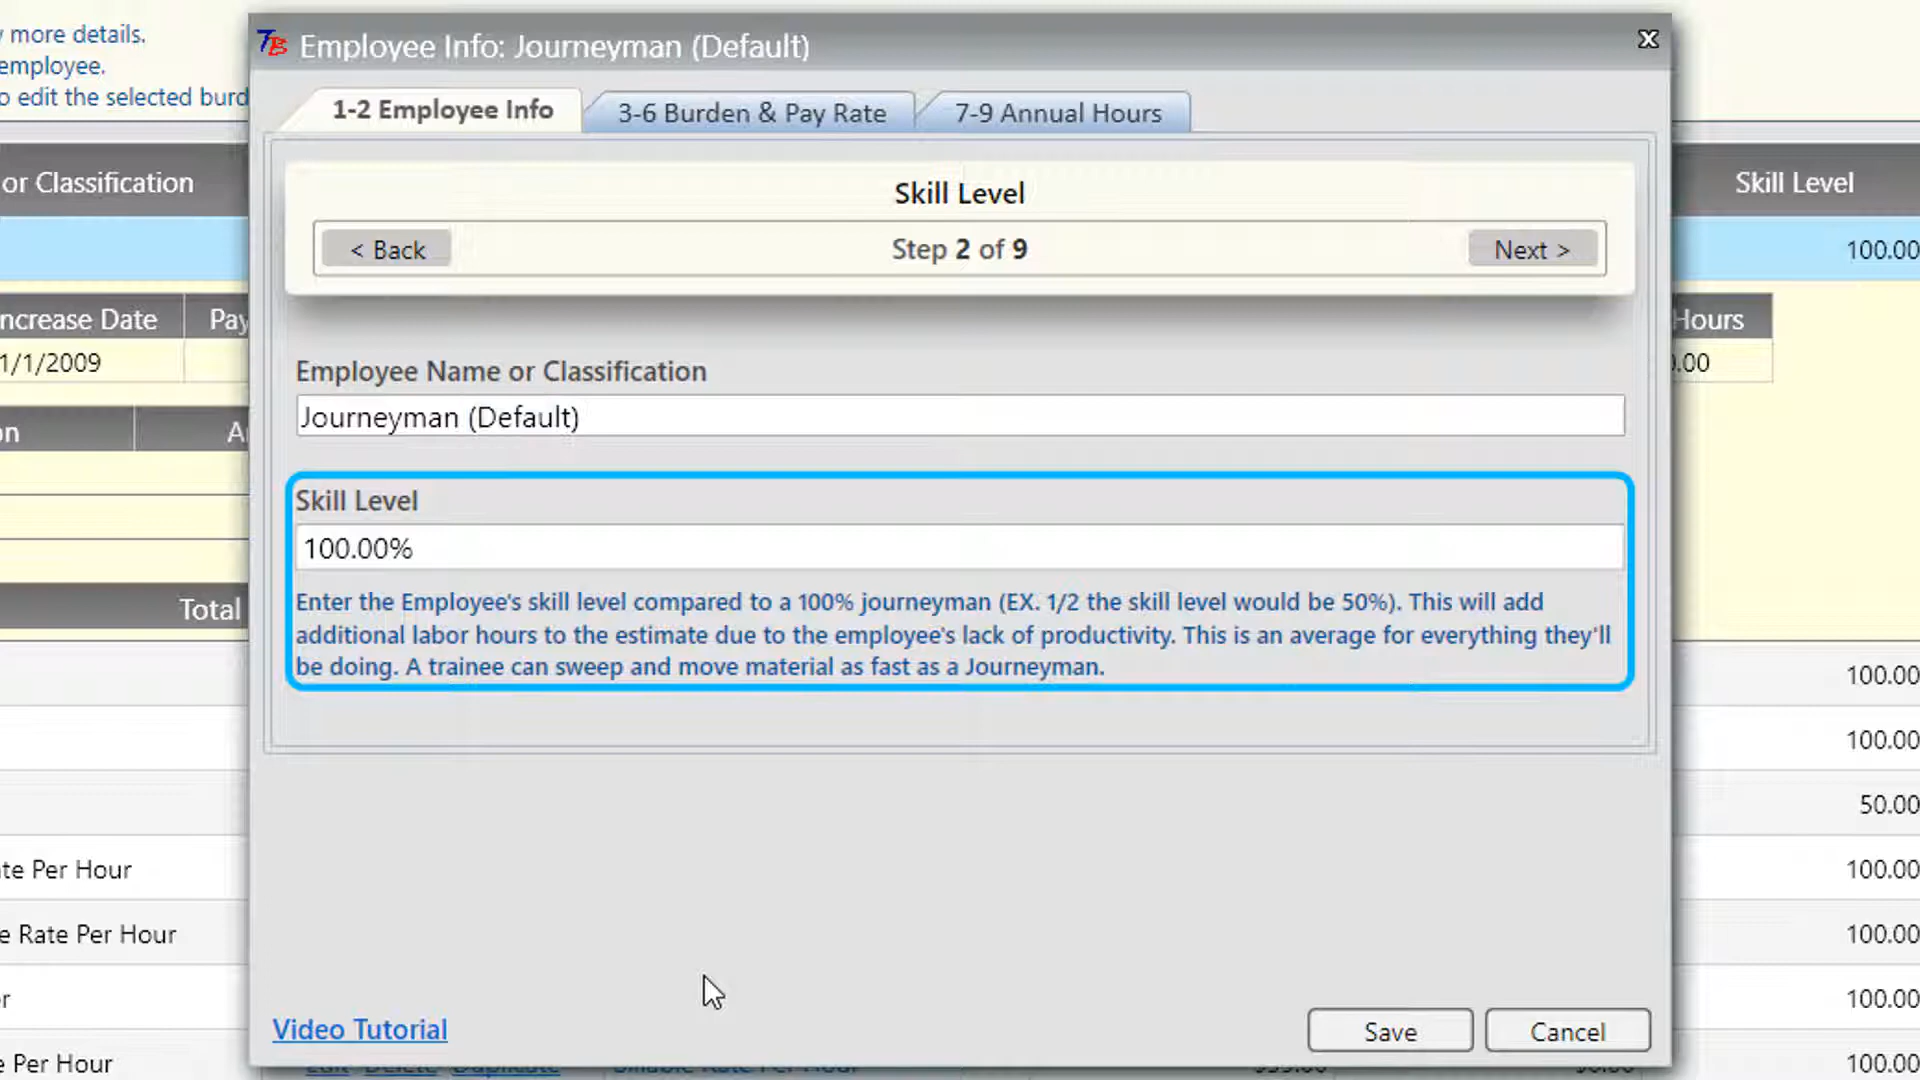 more details.
employee.
o edit the selected burd
Employee Info: Journeyman (Default)
x
1-2 Employee Info
3-6 Burden & Pay Rate
7-9 Annual Hours
or Classification
Skill Level
Skill Level
< Back
Step 2 of 9
Next >
100.00
ncrease Date
Pay
Hours
1/1/2009
.00
Employee Name or Classification
Journeyman (Default)
on
A
Skill Level
100.00%
Enter the Employee's skill level compared to a 100% journeyman (EX. 1/2 the skill level would be 50%). This will add
additional labor hours to the estimate due to the employee's lack of productivity. This is an average for everything they'll
be doing. A trainee can sweep and move material as fast as a Journeyman.
Total
100.00
100.00
50.00
te Per Hour
100.00
e Rate Per Hour
100.00
r
100.00
Video Tutorial
Save
Cancel
e Per Hour
Edit Delete Duplicate
Billable Rate Per Hour
100.00